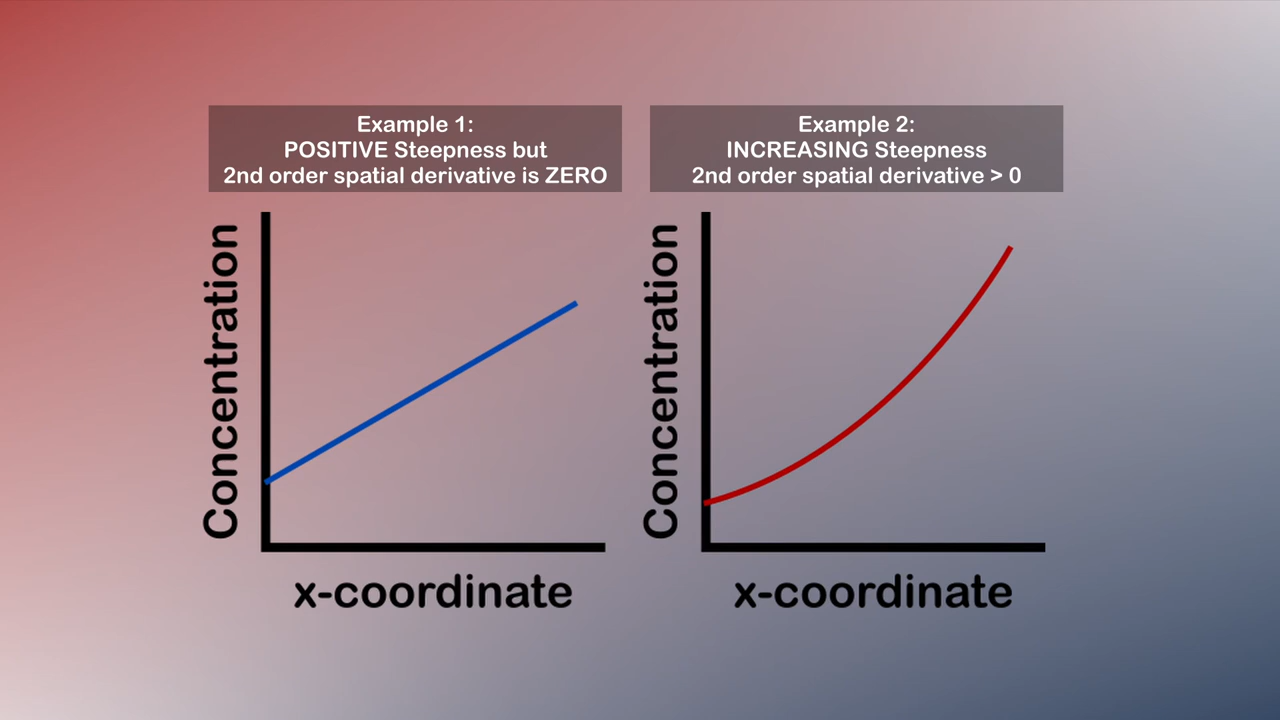 Example 1:
POSITIVE Steepness but
2nd order spatial derivative is ZERO
Concentration
x-coordinate
Example 2:
INCREASING Steepness
2nd order spatial derivative > 0
Concentration
x-coordinate